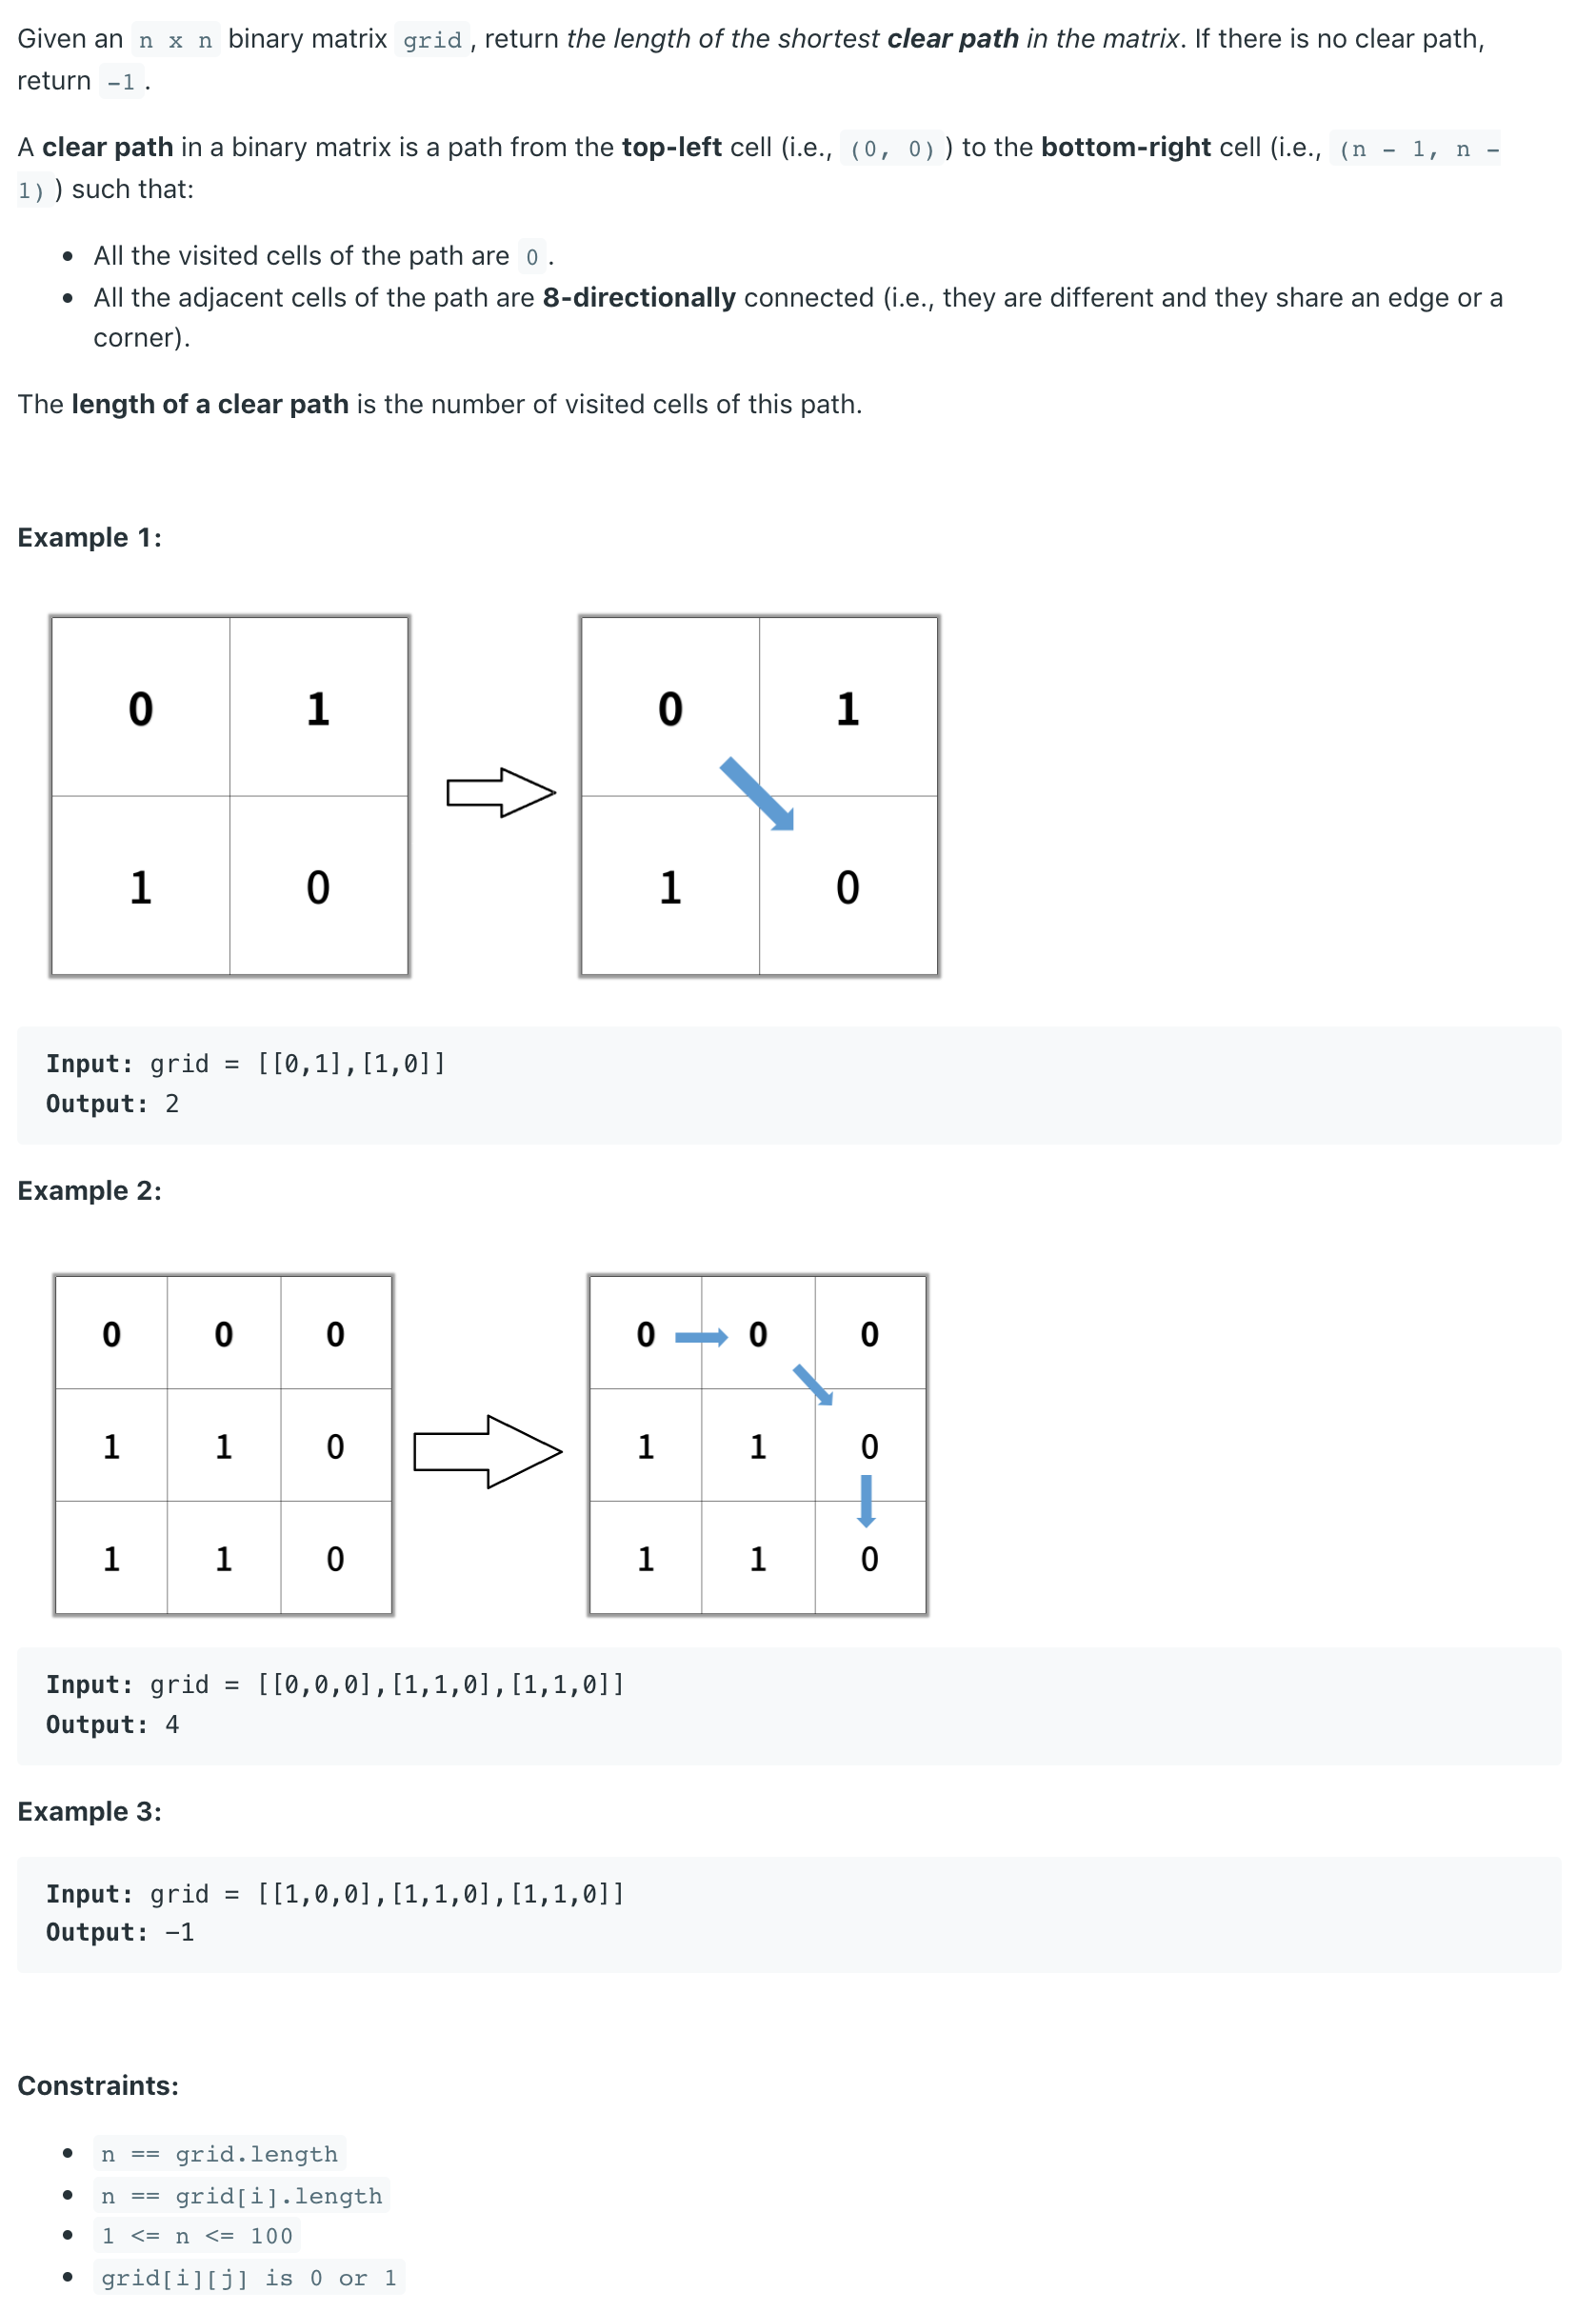 Given an n x n binary matrix grid , return the length of the shortest clear path in the matrix. If there is no clear path,
return -1 .
A clear path in a binary matrix is a path from the top-left cell (i.e., (0, 0) ) to the bottom-right cell (i.e., (n - 1, n -
1) ) such that:
• All the visited cells of the path are 0 .
• All the adjacent cells of the path are 8-directionally connected (i.e., they are different and they share an edge or a
corner).
The length of a clear path is the number of visited cells of this path.
Example 1:
0 1 0 1
1 0 1 0
Input: grid = [[0,1],[1,0]]
Output: 2
Example 2:
0 0 0 0 0 0
1 1 0 1 1 0
1 1 0 1 1 0
Input: grid = [[0,0,0],[1,1,0],[1,1,0]]
Output: 4
Example 3:
Input: grid = [[1,0,0],[1,1,0],[1,1,0]]
Output: -1
Constraints:
• n == grid.length
• n == grid[i].length
• 1 <= n <= 100
• grid[i][j] is 0 or 1